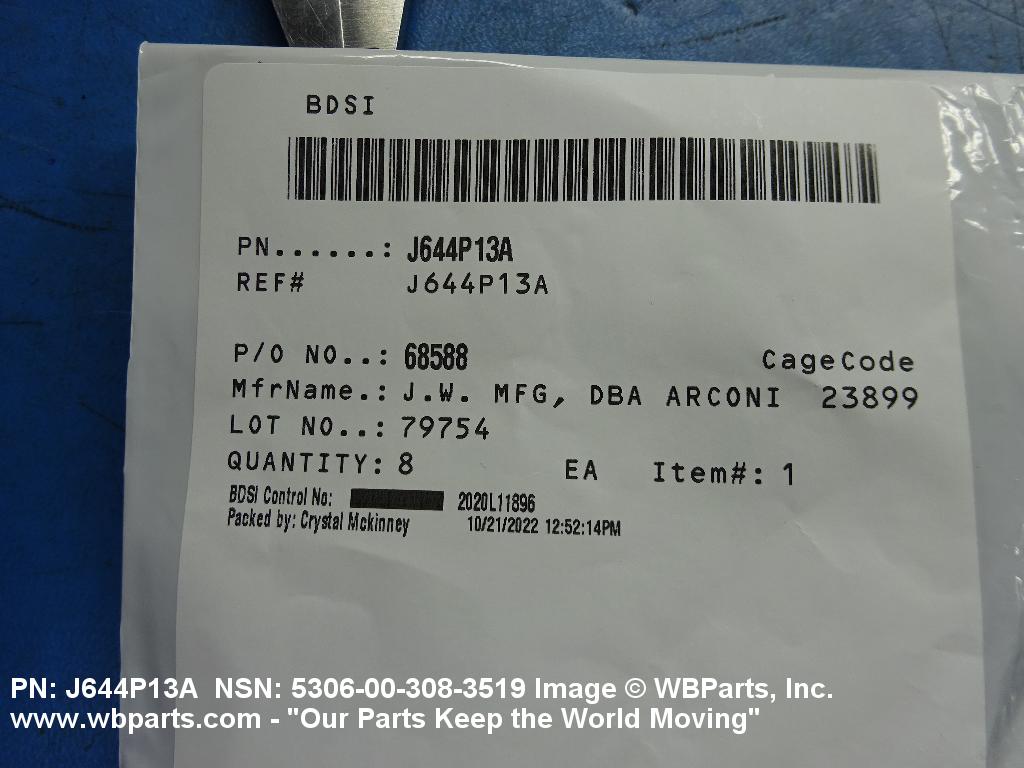 BDSI
PN......: J644P13A
REF# J644P13A
P/O NO..: 68588 CageCode
MfrName.: J.W. MFG, DBA ARCONI 23899
LOT NO..: 79754
QUANTITY: 8 EA Item#: 1
BDSI Control No: 2020L11896
Packed by: Crystal Mckinney 10/21/2022 12:52:14PM
PN: J644P13A NSN: 5306-00-308-3519 Image © WBParts, Inc.
www.wbparts.com - "Our Parts Keep the World Moving"